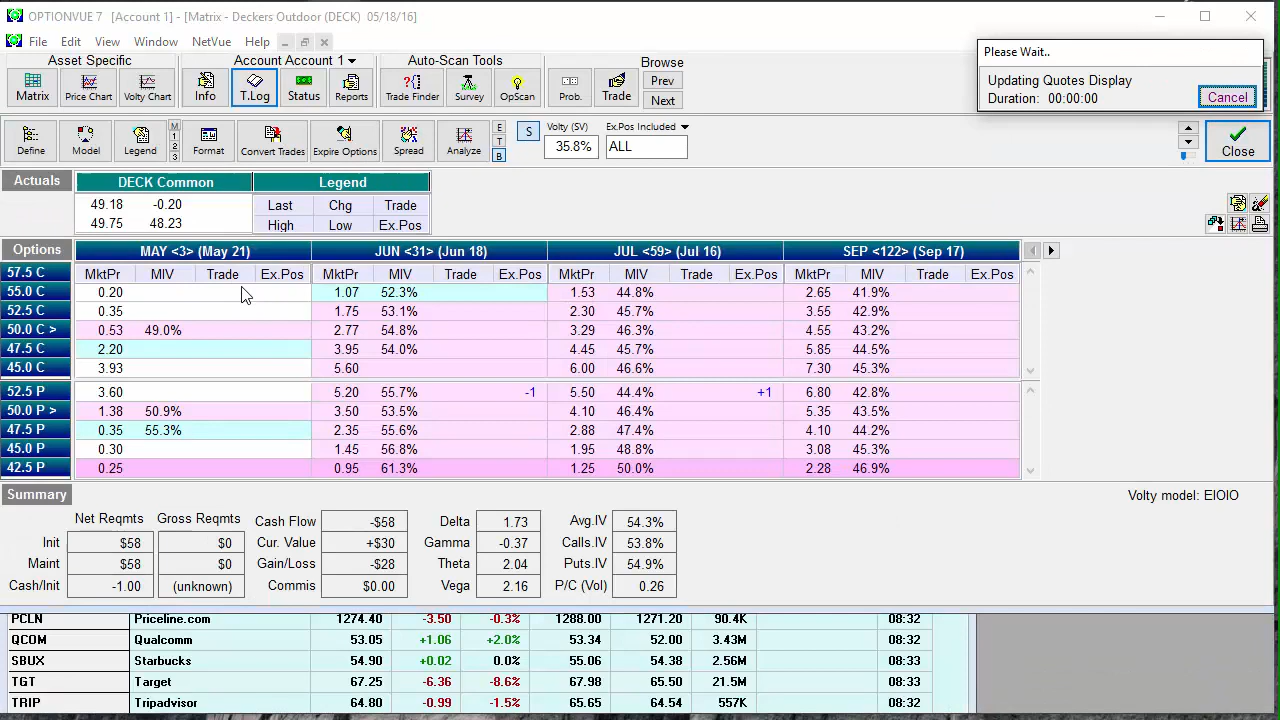 OPTIONVUE 7 [Account 1] - [Matrix - Deckers Outdoor (DECK) 05/18/16]
File Edit View Window NetVue Help
Please Wait..
Updating Quotes Display
Duration: 00:00:00
Cancel
Asset Specific Account Account 1 Auto-Scan Tools Browse
Matrix Price Chart Volty Chart Info T.Log Status Reports Trade Finder Survey OpScan Prob. Trade Prev
Next
Define Model Legend M 1 2 3 Format Convert Trades Expire Options Spread Analyze E T B S Volty (SV) Ex.Pos Included
35.8% ALL
Close
Actuals DECK Common Legend
49.18 -0.20 Last Chg Trade
49.75 48.23 High Low Ex.Pos
Options MAY <3> (May 21) JUN <31> (Jun 18) JUL <59> (Jul 16) SEP <122> (Sep 17)
57.5 C MktPr MIV Trade Ex.Pos MktPr MIV Trade Ex.Pos MktPr MIV Trade Ex.Pos MktPr MIV Trade Ex.Pos
55.0 C 0.20 1.07 52.3% 1.53 44.8% 2.65 41.9%
52.5 C 0.35 1.75 53.1% 2.30 45.7% 3.55 42.9%
50.0 C > 0.53 49.0% 2.77 54.8% 3.29 46.3% 4.55 43.2%
47.5 C 2.20 3.95 54.0% 4.45 45.7% 5.85 44.5%
45.0 C 3.93 5.60 6.00 46.6% 7.30 45.3%
52.5 P 3.60 5.20 55.7% -1 5.50 44.4% +1 6.80 42.8%
50.0 P > 1.38 50.9% 3.50 53.5% 4.10 46.4% 5.35 43.5%
47.5 P 0.35 55.3% 2.35 55.6% 2.88 47.4% 4.10 44.2%
45.0 P 0.30 1.45 56.8% 1.95 48.8% 3.08 45.3%
42.5 P 0.25 0.95 61.3% 1.25 50.0% 2.28 46.9%
Summary Volty model: EIOIO
Net Reqmts Gross Reqmts Cash Flow -$58 Delta 1.73 Avg.IV 54.3%
Init $58 $0 Cur. Value +$30 Gamma -0.37 Calls.IV 53.8%
Maint $58 $0 Gain/Loss -$28 Theta 2.04 Puts.IV 54.9%
Cash/Init -1.00 (unknown) Commis $0.00 Vega 2.16 P/C (Vol) 0.26
PCLN Priceline.com 1274.40 -3.50 -0.3% 1288.00 1271.20 90.4K 08:32
QCOM Qualcomm 53.05 +1.06 +2.0% 53.34 52.00 3.43M 08:32
SBUX Starbucks 54.90 +0.02 0.0% 55.06 54.38 2.56M 08:33
TGT Target 67.25 -6.36 -8.6% 67.98 65.50 21.5M 08:33
TRIP Tripadvisor 64.80 -0.99 -1.5% 65.65 64.54 557K 08:32